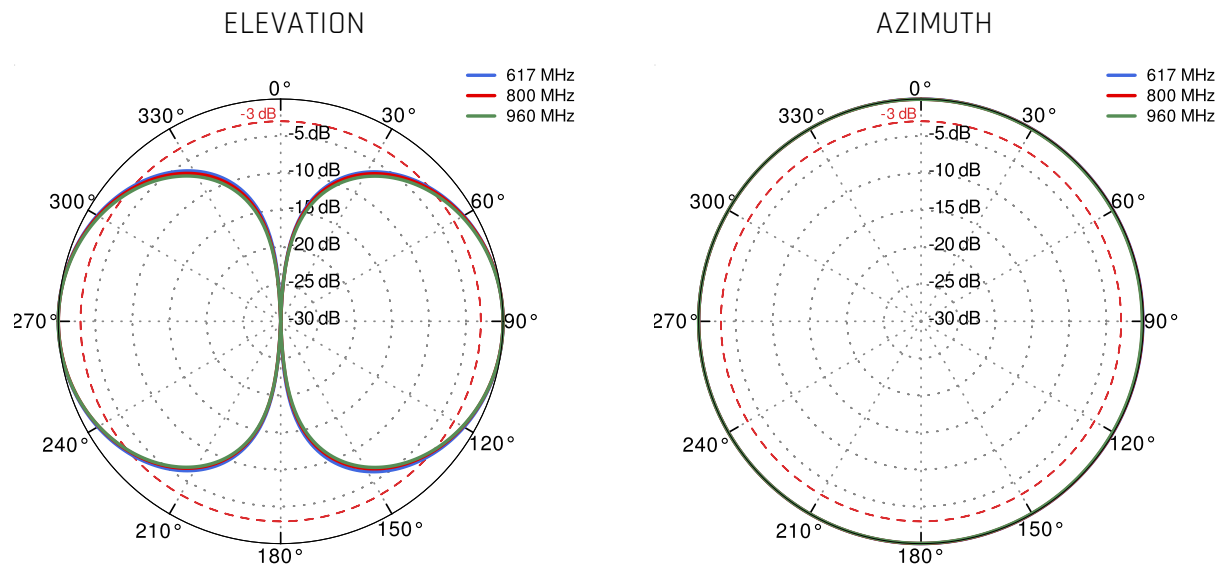 ELEVATION
617 MHz
800 MHz
960 MHz
0°
30°
60°
90°
120°
150°
180°
210°
240°
270°
300°
330°
-3 dB
-5 dB
-10 dB
-15 dB
-20 dB
-25 dB
-30 dB
AZIMUTH
617 MHz
800 MHz
960 MHz
0°
30°
60°
90°
120°
150°
180°
210°
240°
270°
300°
330°
-3 dB
-5 dB
-10 dB
-15 dB
-20 dB
-25 dB
-30 dB